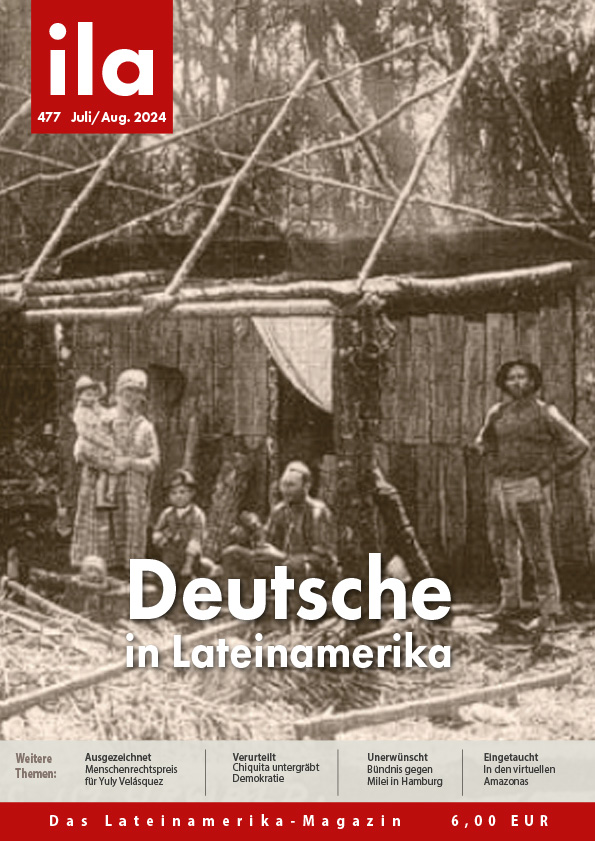 ila
477 Juli/Aug. 2024
Deutsche
in Lateinamerika
Weitere
Themen:
Ausgezeichnet
Menschenrechtspreis
für Yuly Velásquez
Verurteilt
Chiquita untergräbt
Demokratie
Unerwünscht
Bündnis gegen
Milei in Hamburg
Eingetaucht
In den virtuellen
Amazonas
Das Lateinamerika-Magazin 6,00 EUR